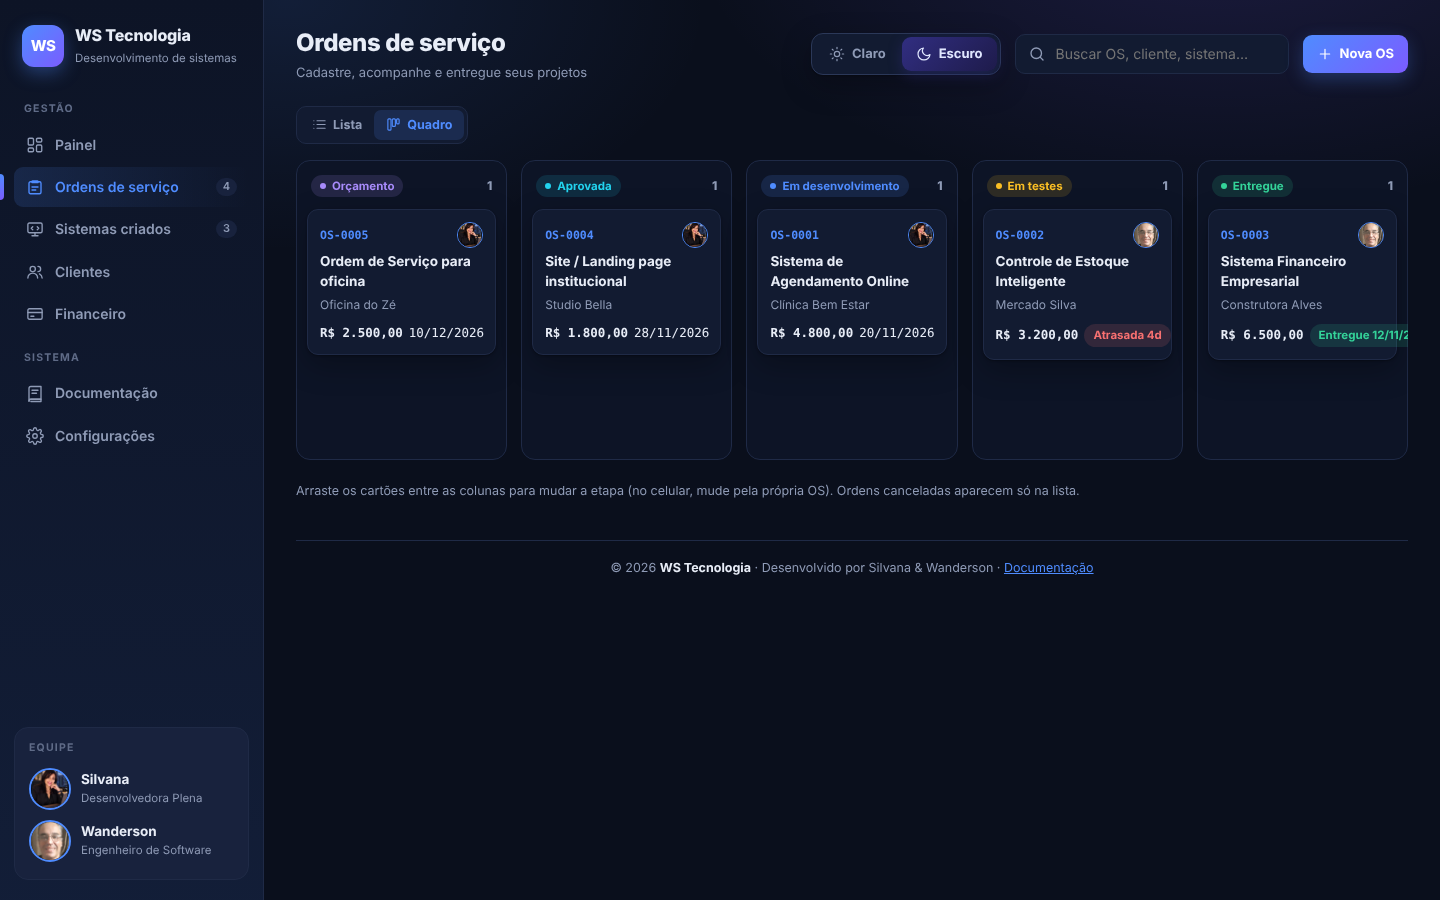 WS
WS Tecnologia
Desenvolvimento de sistemas
GESTÃO
Painel
Ordens de serviço 4
Sistemas criados 3
Clientes
Financeiro
SISTEMA
Documentação
Configurações
EQUIPE
Silvana
Desenvolvedora Plena
Wanderson
Engenheiro de Software
Ordens de serviço
Cadastre, acompanhe e entregue seus projetos
Claro Escuro
Buscar OS, cliente, sistema...
Nova OS
Lista Quadro
Orçamento 1
OS-0005
Ordem de Serviço para
oficina
Oficina do Zé
R$ 2.500,00 10/12/2026
Aprovada 1
OS-0004
Site / Landing page
institucional
Studio Bella
R$ 1.800,00 28/11/2026
Em desenvolvimento 1
OS-0001
Sistema de
Agendamento Online
Clínica Bem Estar
R$ 4.800,00 20/11/2026
Em testes 1
OS-0002
Controle de Estoque
Inteligente
Mercado Silva
R$ 3.200,00 Atrasada 4d
Entregue 1
OS-0003
Sistema Financeiro
Empresarial
Construtora Alves
R$ 6.500,00 Entregue 12/11/2
Arraste os cartões entre as colunas para mudar a etapa (no celular, mude pela própria OS). Ordens canceladas aparecem só na lista.
© 2026 WS Tecnologia · Desenvolvido por Silvana & Wanderson · Documentação